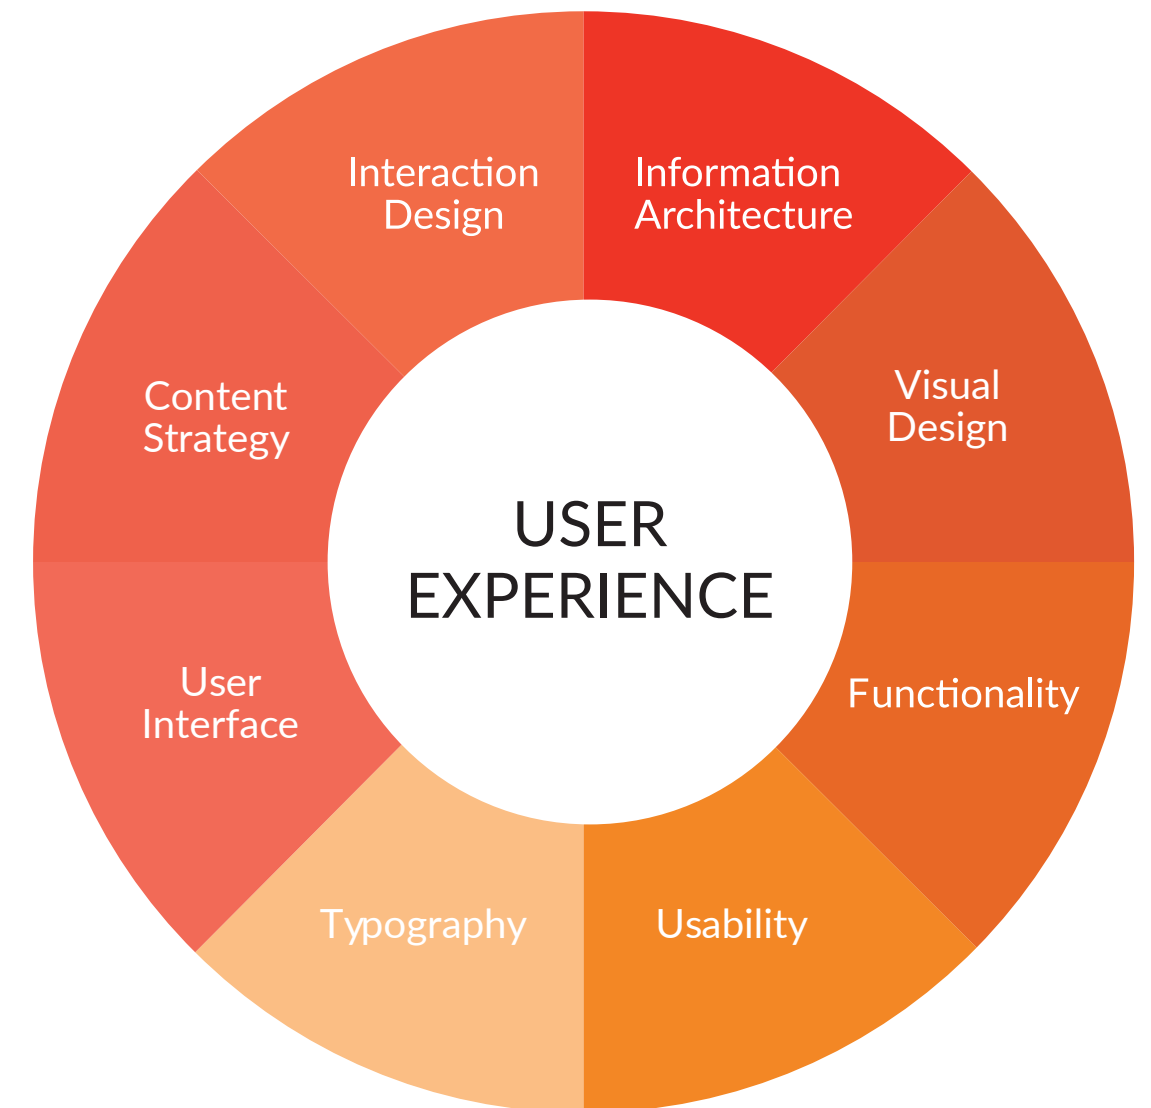 Interaction
Design
Information
Architecture
Visual
Design
Functionality
Usability
Typography
User
Interface
Content
Strategy
USER
EXPERIENCE